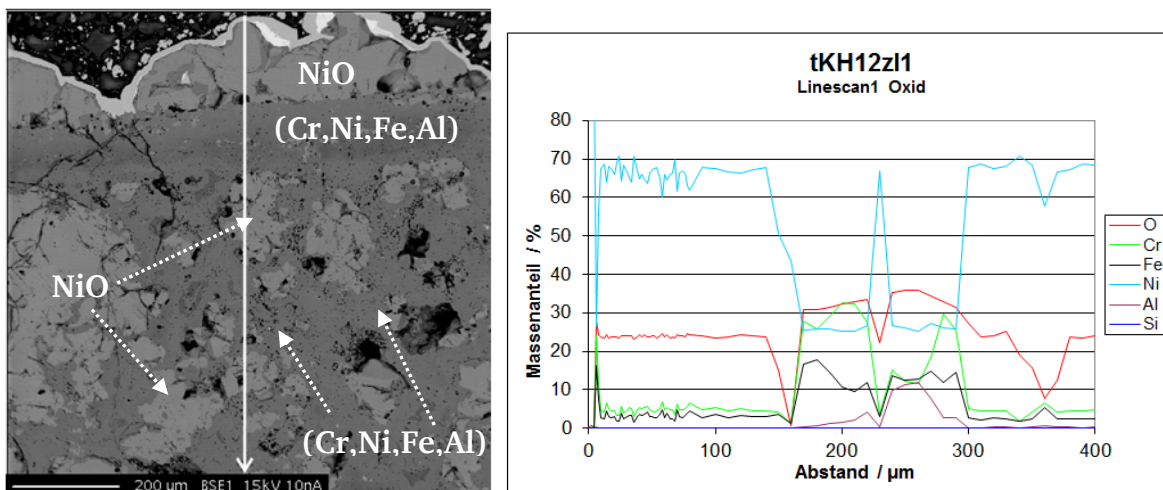 NiO
(Cr,Ni,Fe,Al)
NiO
(Cr,Ni,Fe,Al)
200 µm BSE1 15kV 10nA
tKH12zl1
Linescan1 Oxid
Massenanteil / %
80
70
60
50
40
30
20
10
0
0
100
200
300
400
Abstand / µm
O
Cr
Fe
Ni
Al
Si